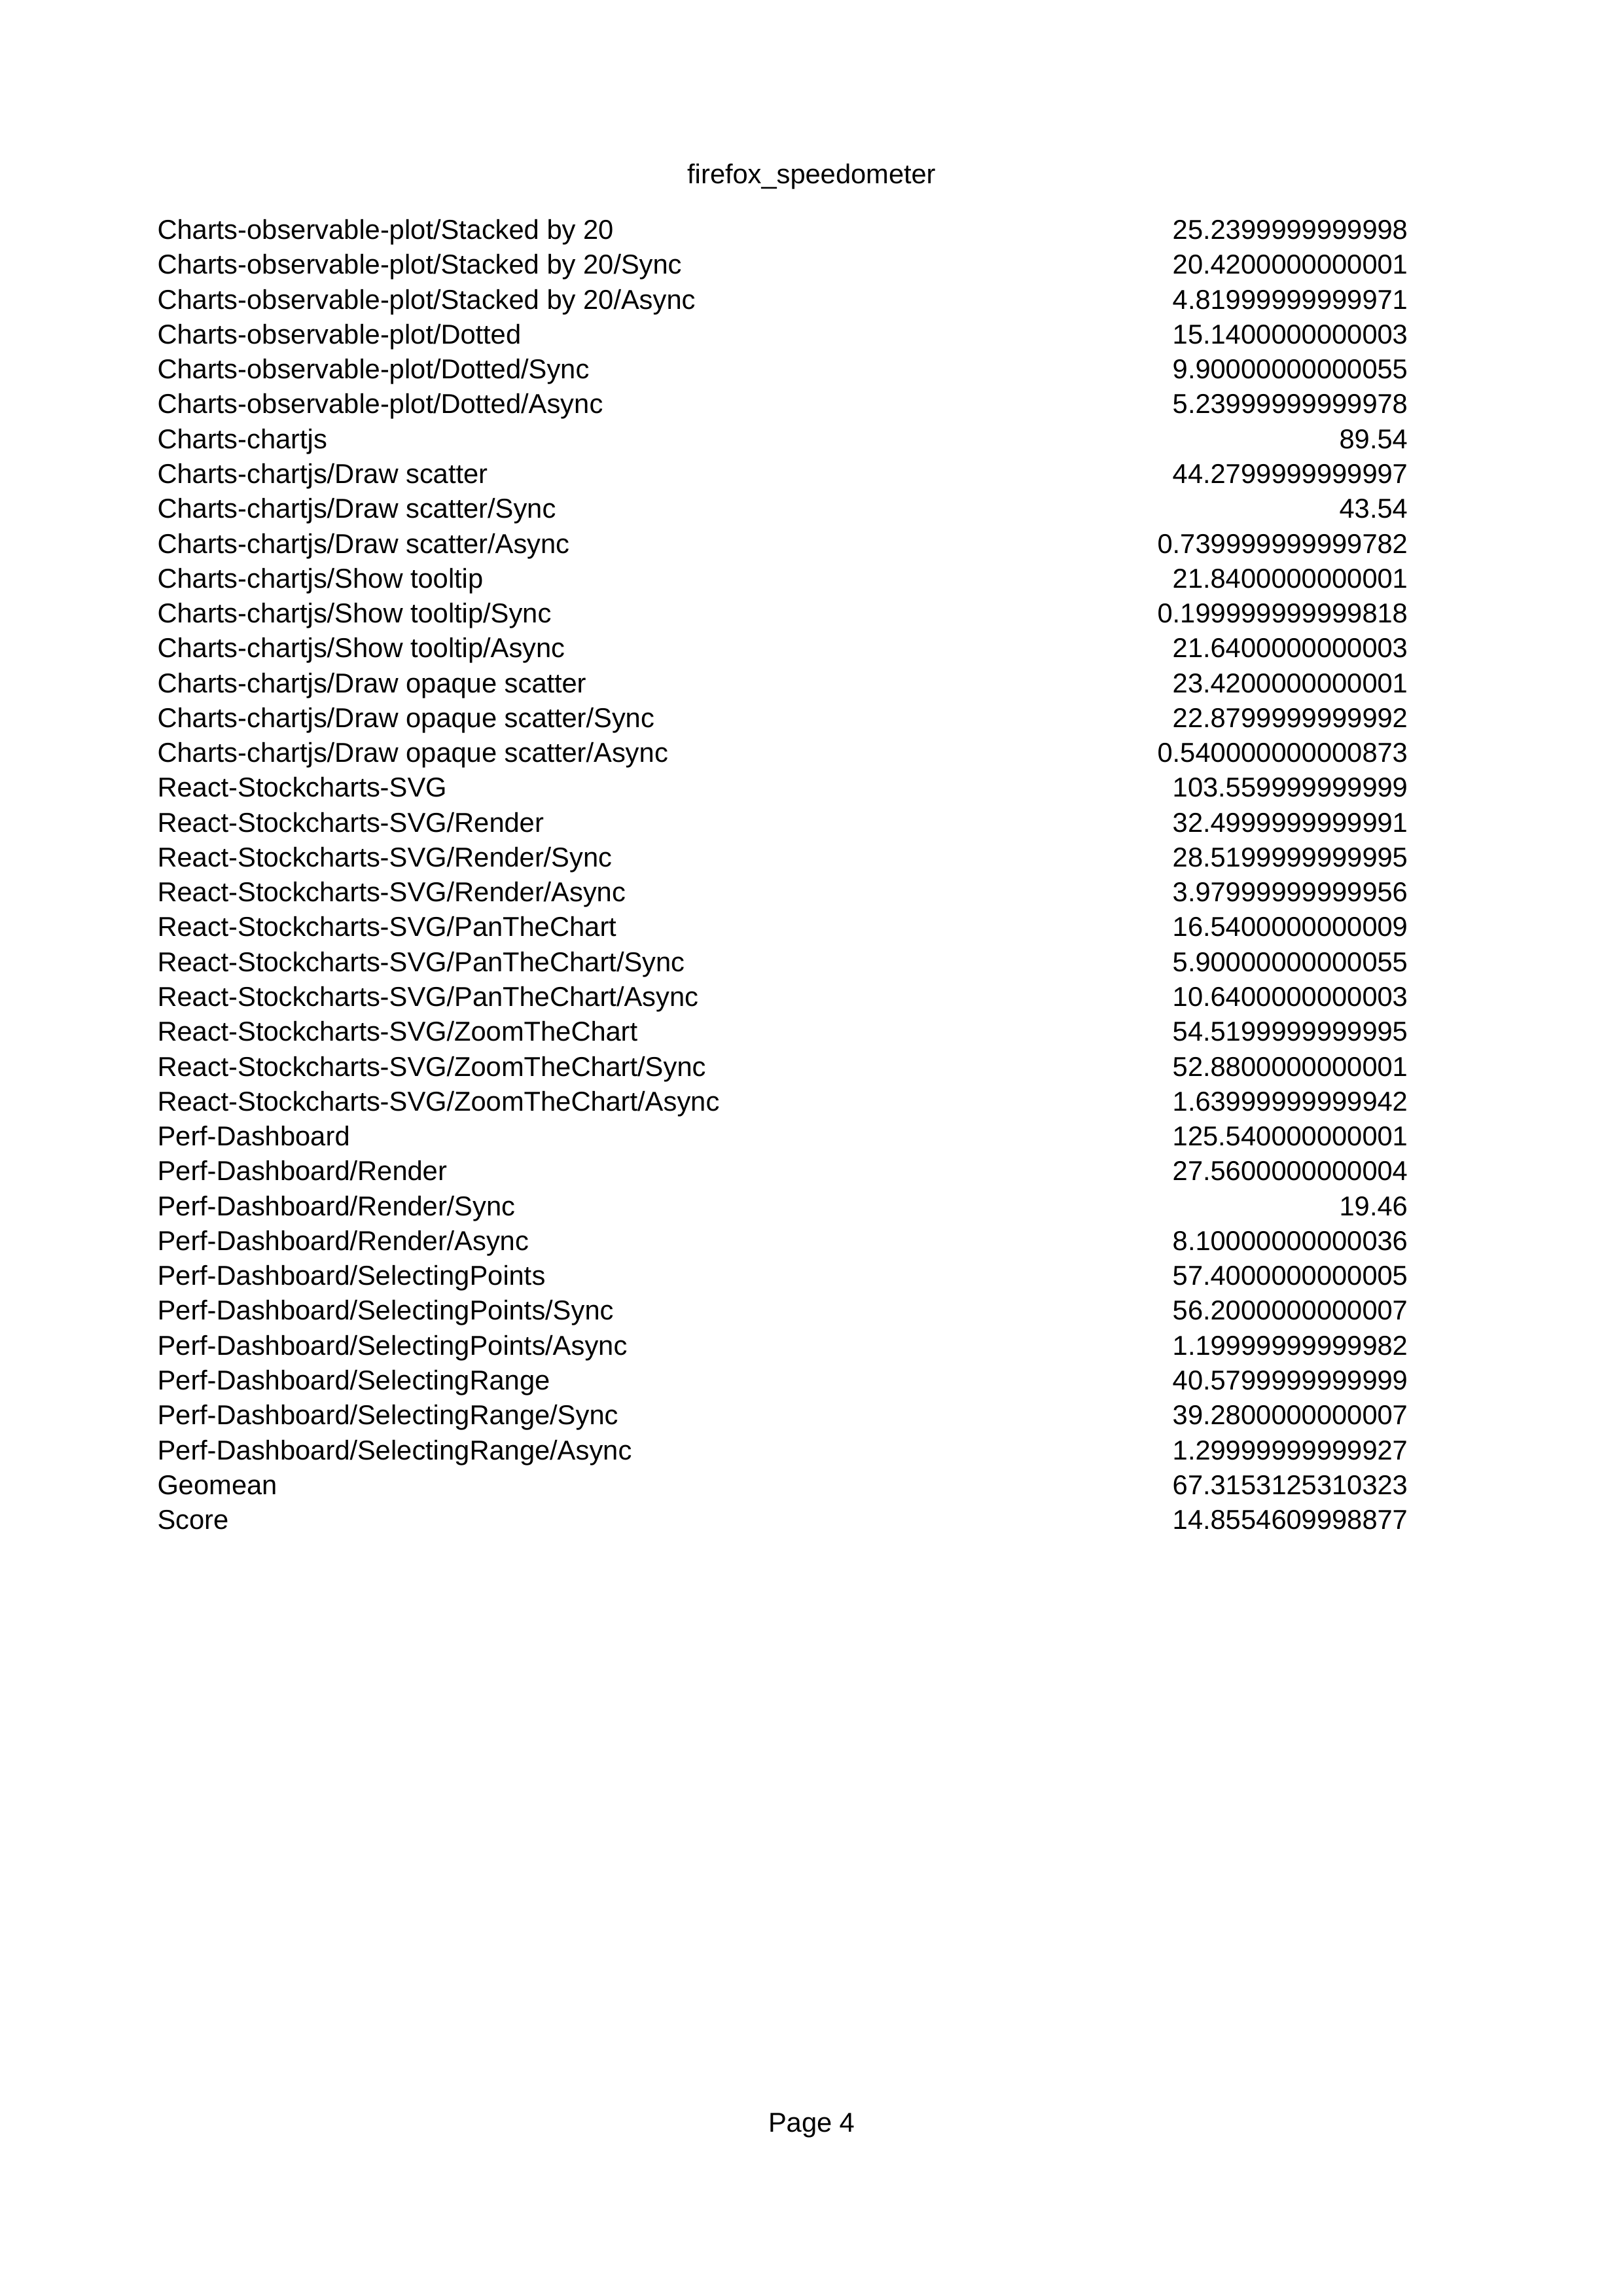 firefox_speedometer
Charts-observable-plot/Stacked by 20 25.2399999999998
Charts-observable-plot/Stacked by 20/Sync 20.4200000000001
Charts-observable-plot/Stacked by 20/Async 4.81999999999971
Charts-observable-plot/Dotted 15.1400000000003
Charts-observable-plot/Dotted/Sync 9.90000000000055
Charts-observable-plot/Dotted/Async 5.23999999999978
Charts-chartjs 89.54
Charts-chartjs/Draw scatter 44.2799999999997
Charts-chartjs/Draw scatter/Sync 43.54
Charts-chartjs/Draw scatter/Async 0.739999999999782
Charts-chartjs/Show tooltip 21.8400000000001
Charts-chartjs/Show tooltip/Sync 0.199999999999818
Charts-chartjs/Show tooltip/Async 21.6400000000003
Charts-chartjs/Draw opaque scatter 23.4200000000001
Charts-chartjs/Draw opaque scatter/Sync 22.8799999999992
Charts-chartjs/Draw opaque scatter/Async 0.540000000000873
React-Stockcharts-SVG 103.559999999999
React-Stockcharts-SVG/Render 32.4999999999991
React-Stockcharts-SVG/Render/Sync 28.5199999999995
React-Stockcharts-SVG/Render/Async 3.97999999999956
React-Stockcharts-SVG/PanTheChart 16.5400000000009
React-Stockcharts-SVG/PanTheChart/Sync 5.90000000000055
React-Stockcharts-SVG/PanTheChart/Async 10.6400000000003
React-Stockcharts-SVG/ZoomTheChart 54.5199999999995
React-Stockcharts-SVG/ZoomTheChart/Sync 52.8800000000001
React-Stockcharts-SVG/ZoomTheChart/Async 1.63999999999942
Perf-Dashboard 125.540000000001
Perf-Dashboard/Render 27.5600000000004
Perf-Dashboard/Render/Sync 19.46
Perf-Dashboard/Render/Async 8.10000000000036
Perf-Dashboard/SelectingPoints 57.4000000000005
Perf-Dashboard/SelectingPoints/Sync 56.2000000000007
Perf-Dashboard/SelectingPoints/Async 1.19999999999982
Perf-Dashboard/SelectingRange 40.5799999999999
Perf-Dashboard/SelectingRange/Sync 39.2800000000007
Perf-Dashboard/SelectingRange/Async 1.29999999999927
Geomean 67.3153125310323
Score 14.8554609998877
Page 4